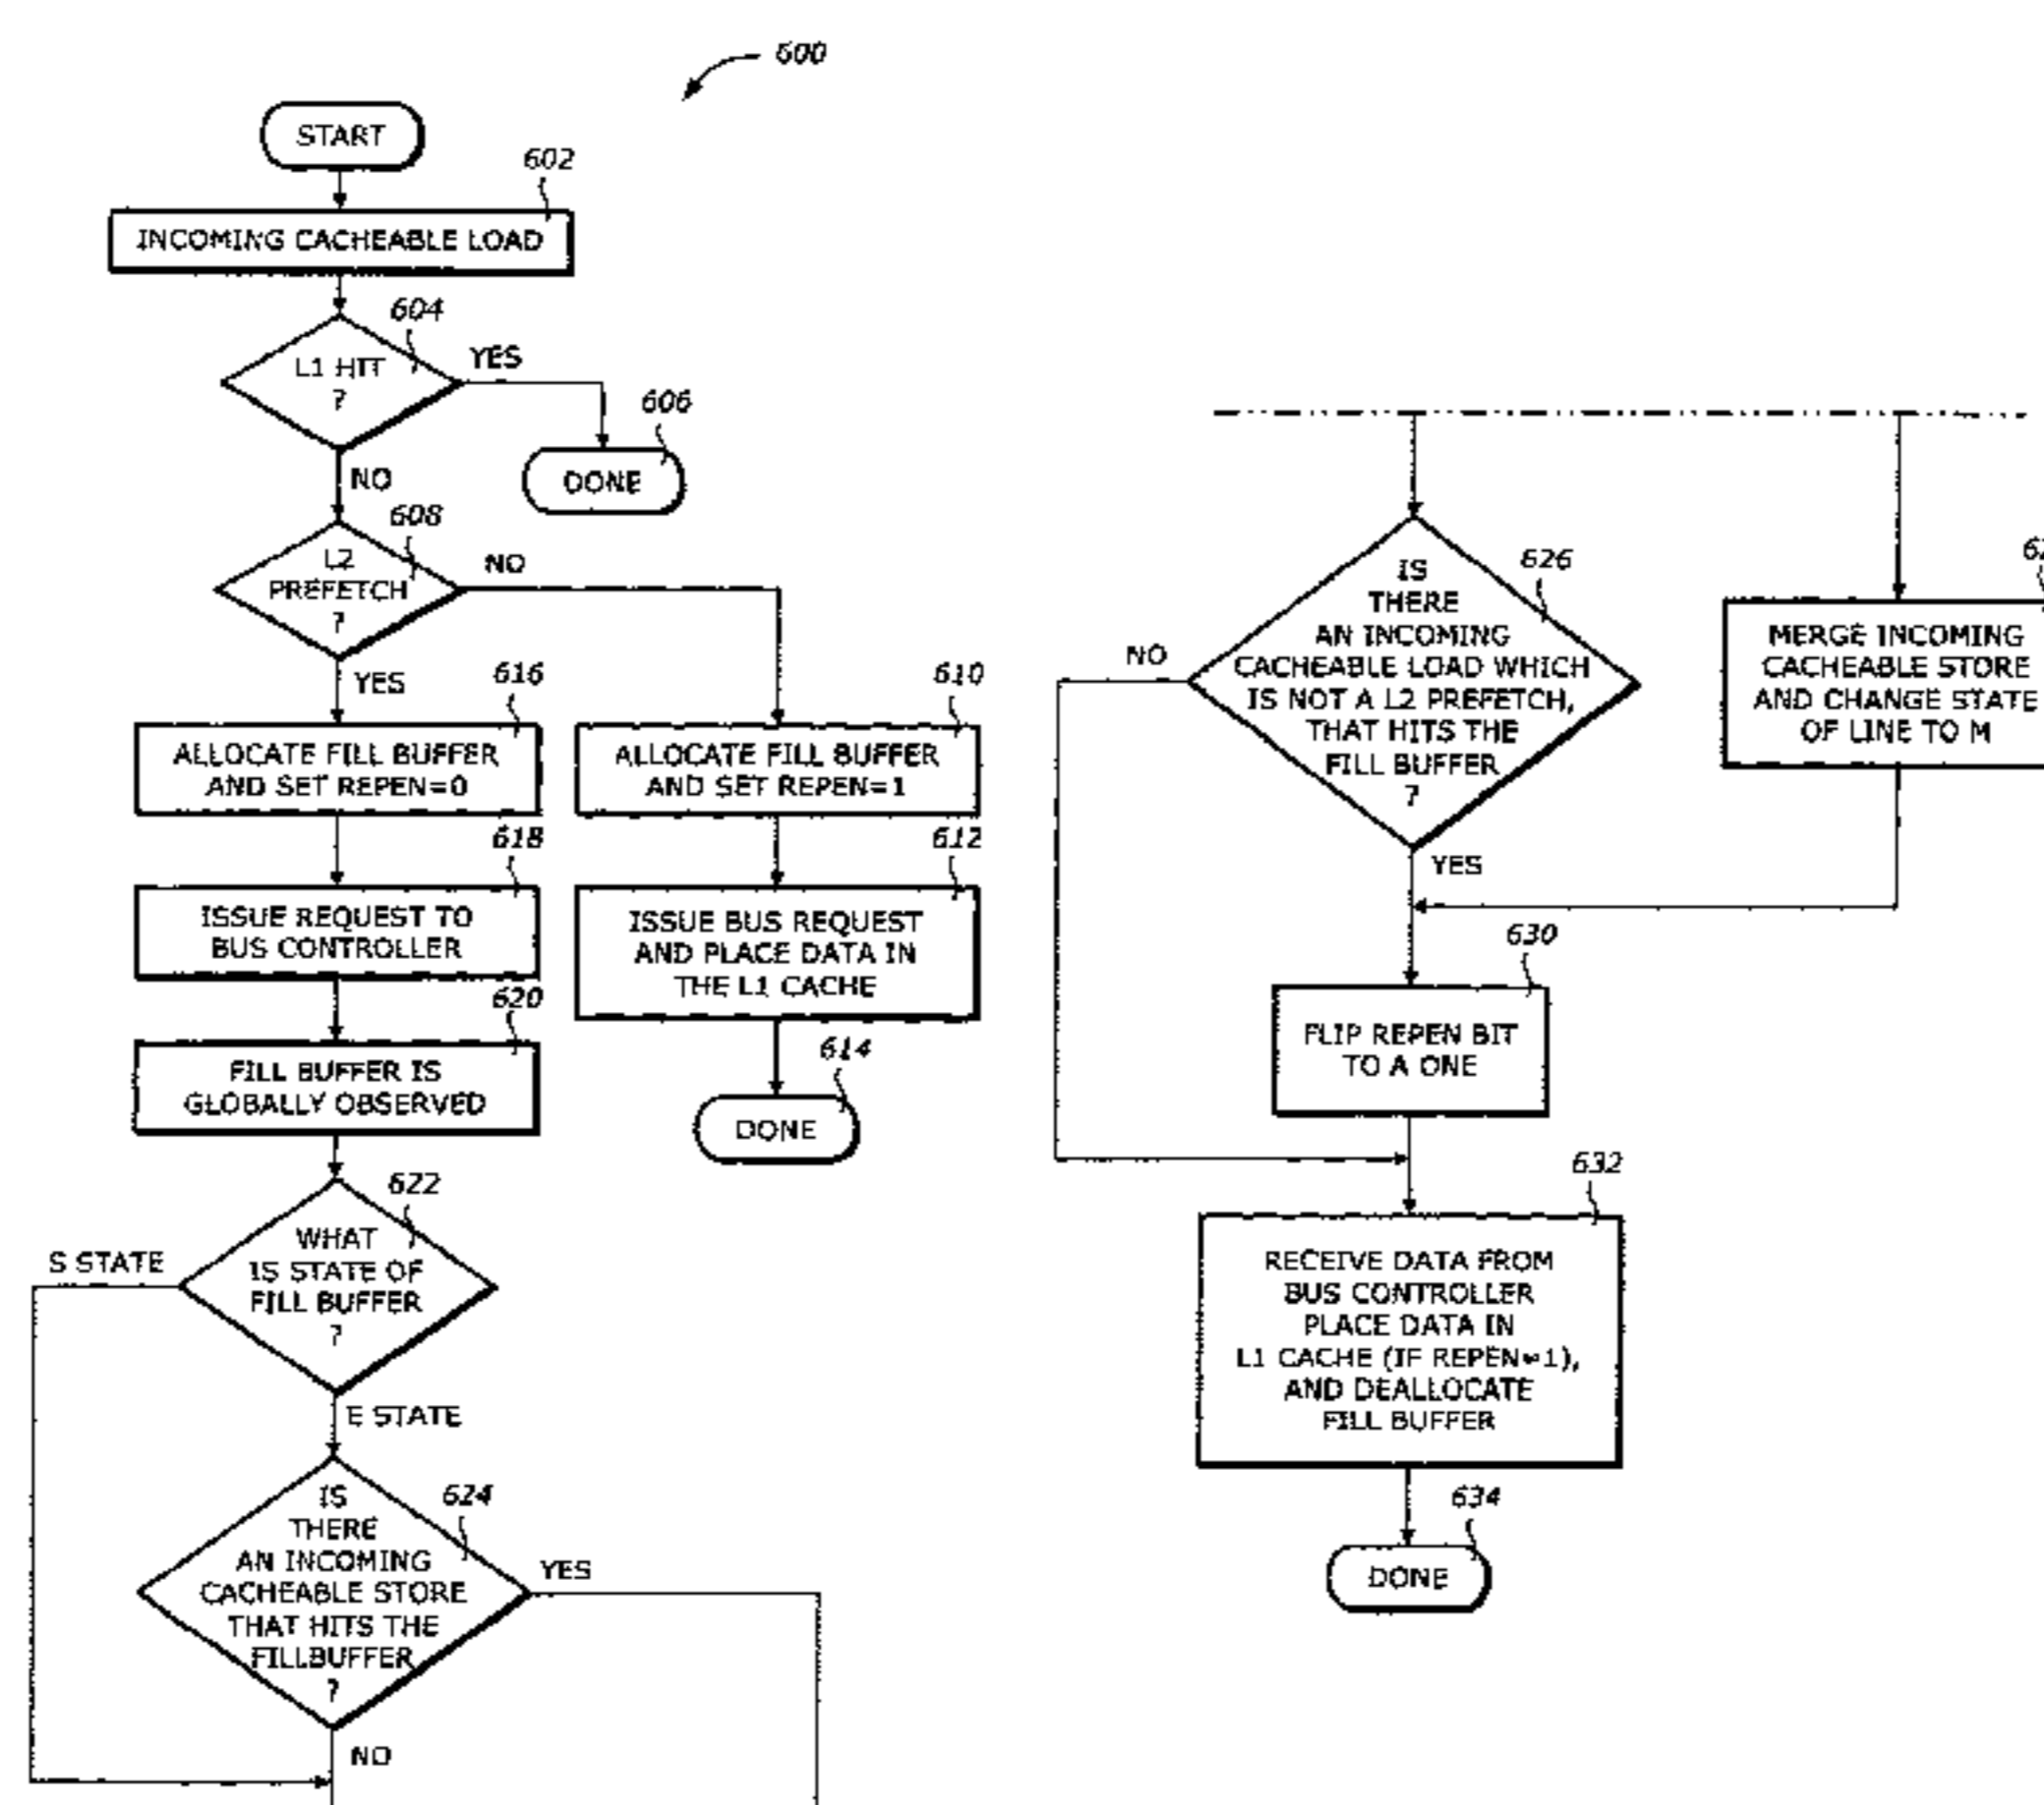 600
START
602
INCOMING CACHEABLE LOAD
604
L1 HIT
?
YES
606
DONE
NO
608
L2
PREFETCH
?
NO
YES
616
ALLOCATE FILL BUFFER
AND SET REPEN=0
610
ALLOCATE FILL BUFFER
AND SET REPEN=1
618
ISSUE REQUEST TO
BUS CONTROLLER
612
ISSUE BUS REQUEST
AND PLACE DATA IN
THE L1 CACHE
620
FILL BUFFER IS
GLOBALLY OBSERVED
614
DONE
622
WHAT
IS STATE OF
FILL BUFFER
?
S STATE
E STATE
624
IS
THERE
AN INCOMING
CACHEABLE STORE
THAT HITS THE
FILLBUFFER
?
YES
NO
626
IS
THERE
AN INCOMING
CACHEABLE LOAD WHICH
IS NOT A L2 PREFETCH,
THAT HITS THE
FILL BUFFER
?
NO
YES
MERGE INCOMING
CACHEABLE STORE
AND CHANGE STATE
OF LINE TO M
630
FLIP REPEN BIT
TO A ONE
632
RECEIVE DATA FROM
BUS CONTROLLER
PLACE DATA IN
L1 CACHE (IF REPEN=1),
AND DEALLOCATE
FILL BUFFER
634
DONE